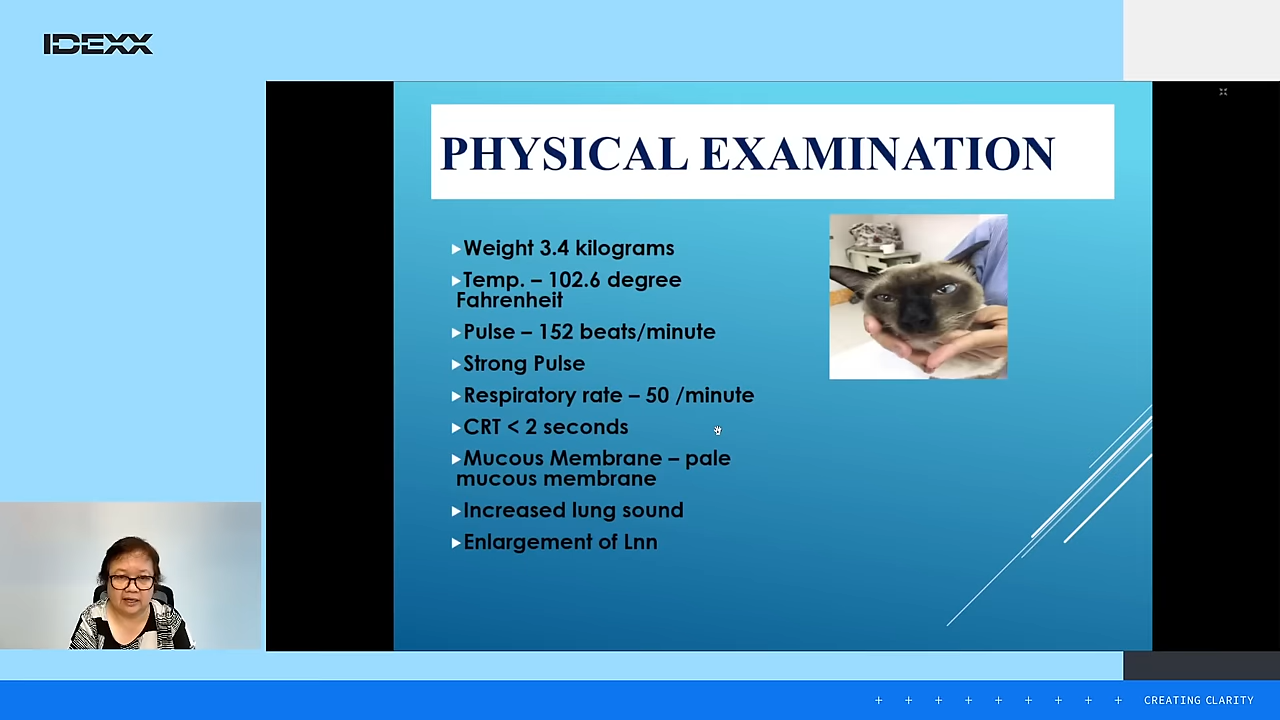 IDEXX
PHYSICAL EXAMINATION
Weight 3.4 kilograms
Temp. – 102.6 degree
Fahrenheit
Pulse – 152 beats/minute
Strong Pulse
Respiratory rate – 50 /minute
CRT < 2 seconds
Mucous Membrane – pale
mucous membrane
Increased lung sound
Enlargement of Lnn
CREATING CLARITY